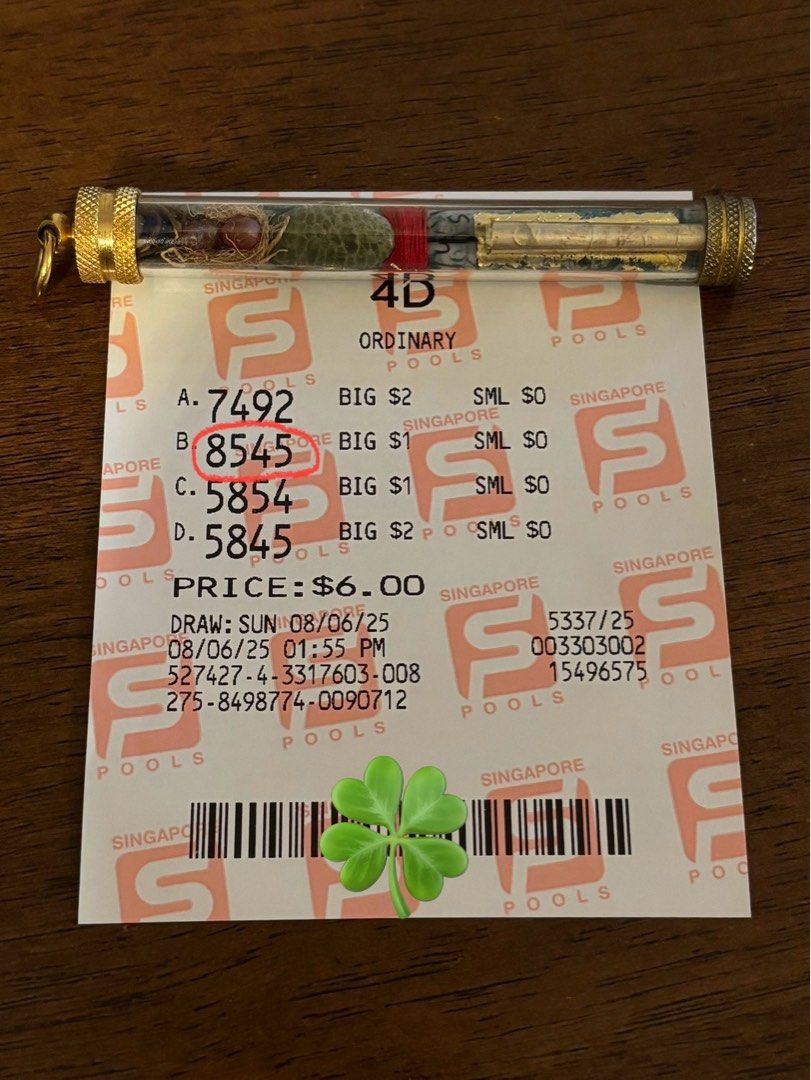 4D
ORDINARY
A. 7492 BIG $2 SML $0
B. 8545 BIG $1 SML $0
C. 5854 BIG $1 SML $0
D. 5845 BIG $2 SML $0
PRICE:$6.00
DRAW: SUN 08/06/25 5337/25
08/06/25 01:55 PM 003303002
527427-4-3317603-008 15496575
275-8498774-0090712
SINGAPORE
POOLS